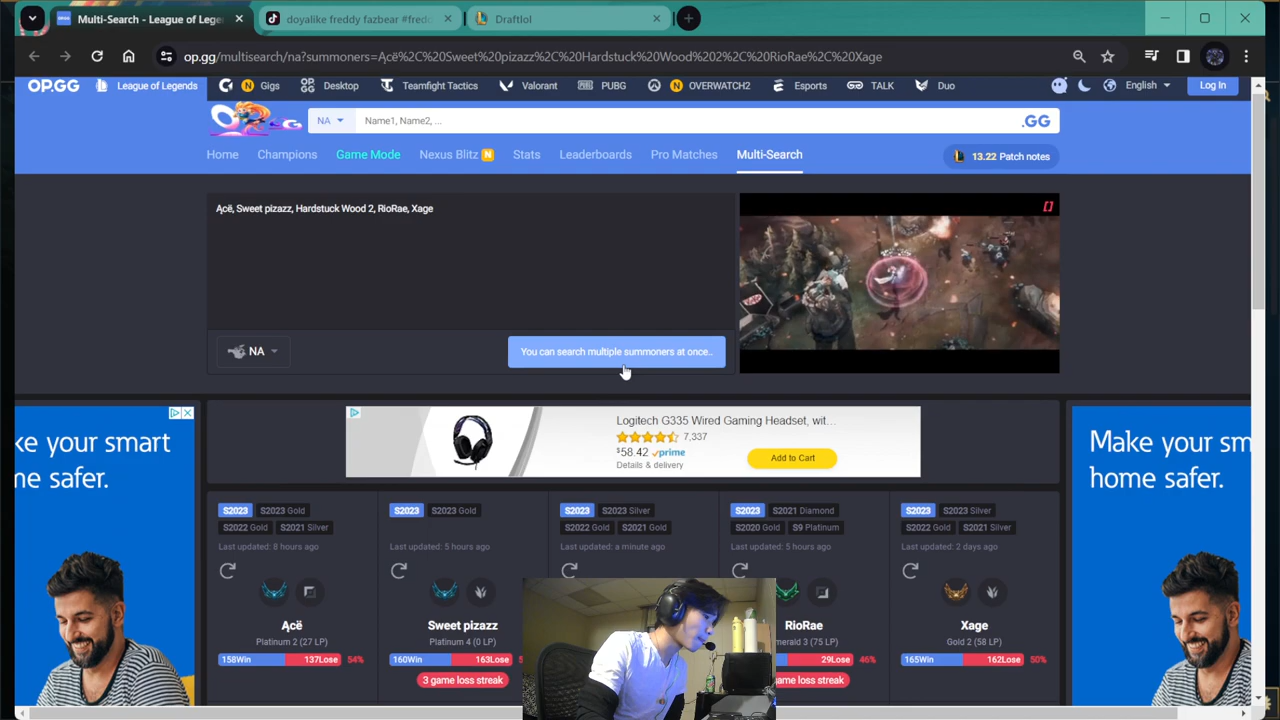 Multi-Search - League of Lege
doyalike freddy fazbear #fredd
Draftlol
op.gg/multisearch/na?summoners=Ącë%2C%20Sweet%20pizazz%2C%20Hardstuck%20Wood%202%2C%20RioRae%2C%20Xage
OP.GG
League of Legends
N Gigs
Desktop
Teamfight Tactics
Valorant
PUBG
N OVERWATCH2
Esports
TALK
Duo
English
Log In
NA
Name1, Name2, ...
.GG
Home
Champions
Game Mode
Nexus Blitz N
Stats
Leaderboards
Pro Matches
Multi-Search
13.22 Patch notes
Ącë, Sweet pizazz, Hardstuck Wood 2, RioRae, Xage
NA
You can search multiple summoners at once..
ke your smart
me safer.
Logitech G335 Wired Gaming Headset, wit...
7,337
$58.42 prime
Details & delivery
Add to Cart
Make your sm
home safer.
S2023 S2023 Gold
S2022 Gold S2021 Silver
Last updated: 8 hours ago
Ącë
Platinum 2 (27 LP)
158Win 137Lose 54%
S2023 S2023 Gold
Last updated: 5 hours ago
Sweet pizazz
Platinum 4 (0 LP)
160Win 163Lose
3 game loss streak
S2023 S2023 Silver
S2022 Gold S2021 Gold
Last updated: a minute ago
S2023 S2021 Diamond
S2020 Gold S9 Platinum
Last updated: 5 hours ago
RioRae
erald 3 (75 LP)
29Lose 46%
game loss streak
S2023 S2023 Silver
S2022 Gold S2021 Silver
Last updated: 2 days ago
Xage
Gold 2 (58 LP)
165Win 162Lose 50%